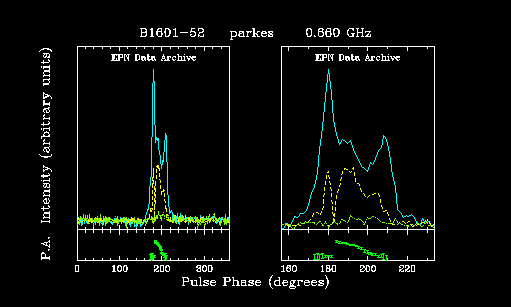 B1601-52 parkes 0.660 GHz
EPN Data Archive EPN Data Archive
Intensity (arbitrary units)
P.A.
0 100 200 300 160 180 200 220
Pulse Phase (degrees)